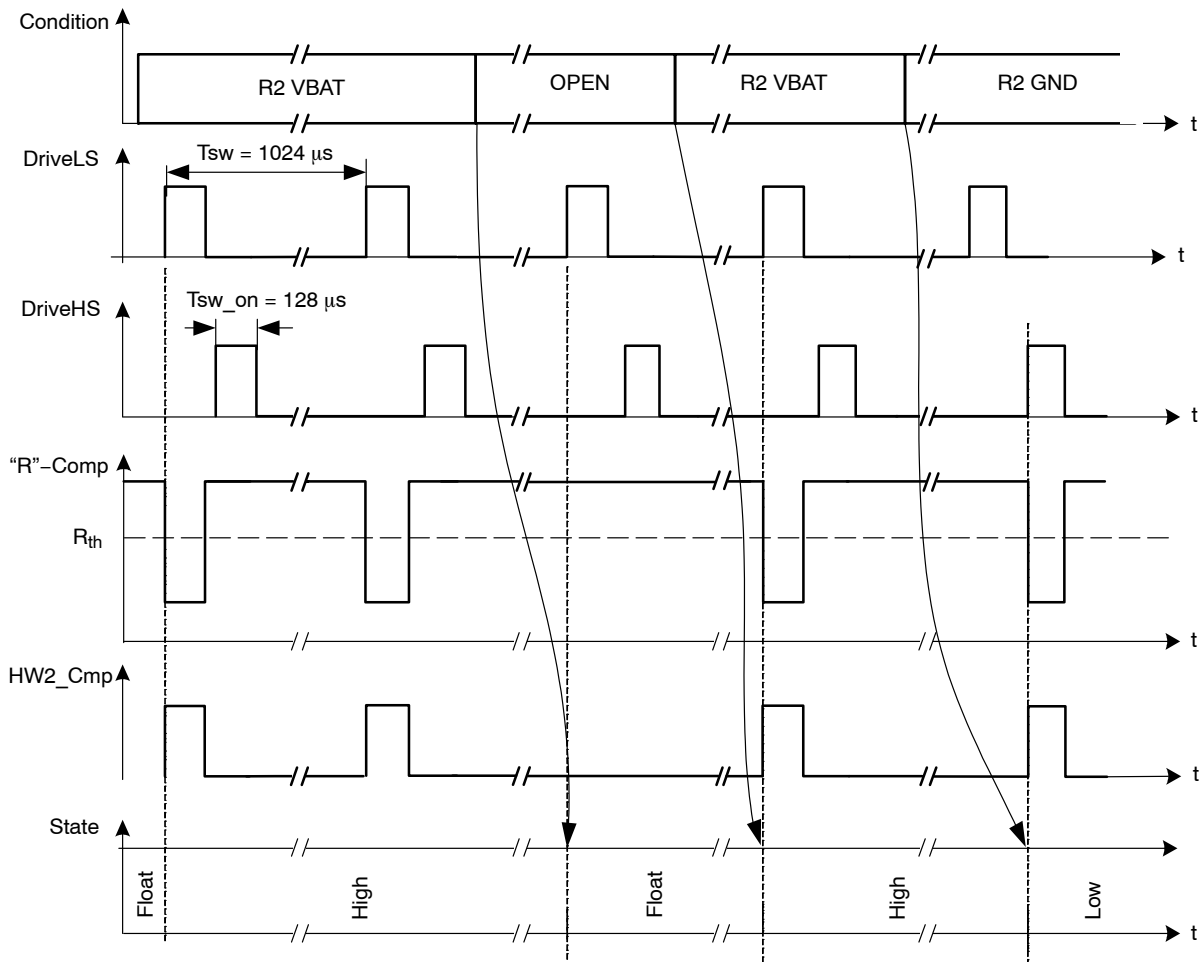 Condition
R2 VBAT
OPEN
R2 VBAT
R2 GND
t
DriveLS
Tsw = 1024 μs
t
DriveHS
Tsw_on = 128 μs
t
“R”−Comp
Rth
t
HW2_Cmp
t
State
Float
High
Float
High
Low
t